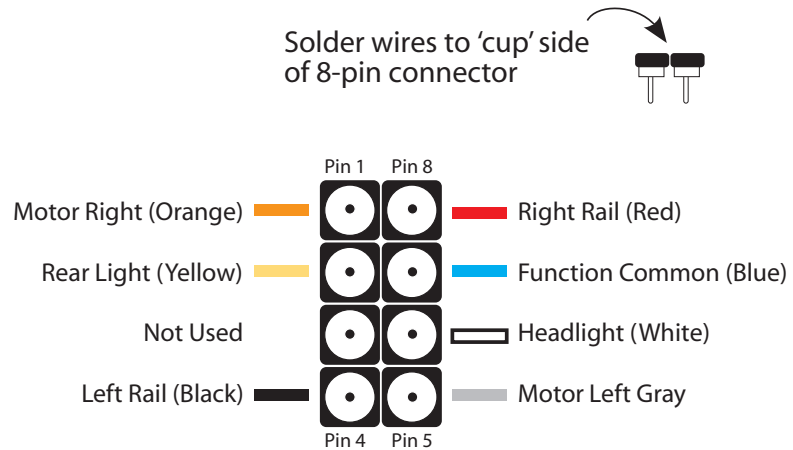 Solder wires to ‘cup’ side
of 8-pin connector
Pin 1 Pin 8
Motor Right (Orange) Right Rail (Red)
Rear Light (Yellow) Function Common (Blue)
Not Used Headlight (White)
Left Rail (Black) Motor Left Gray
Pin 4 Pin 5